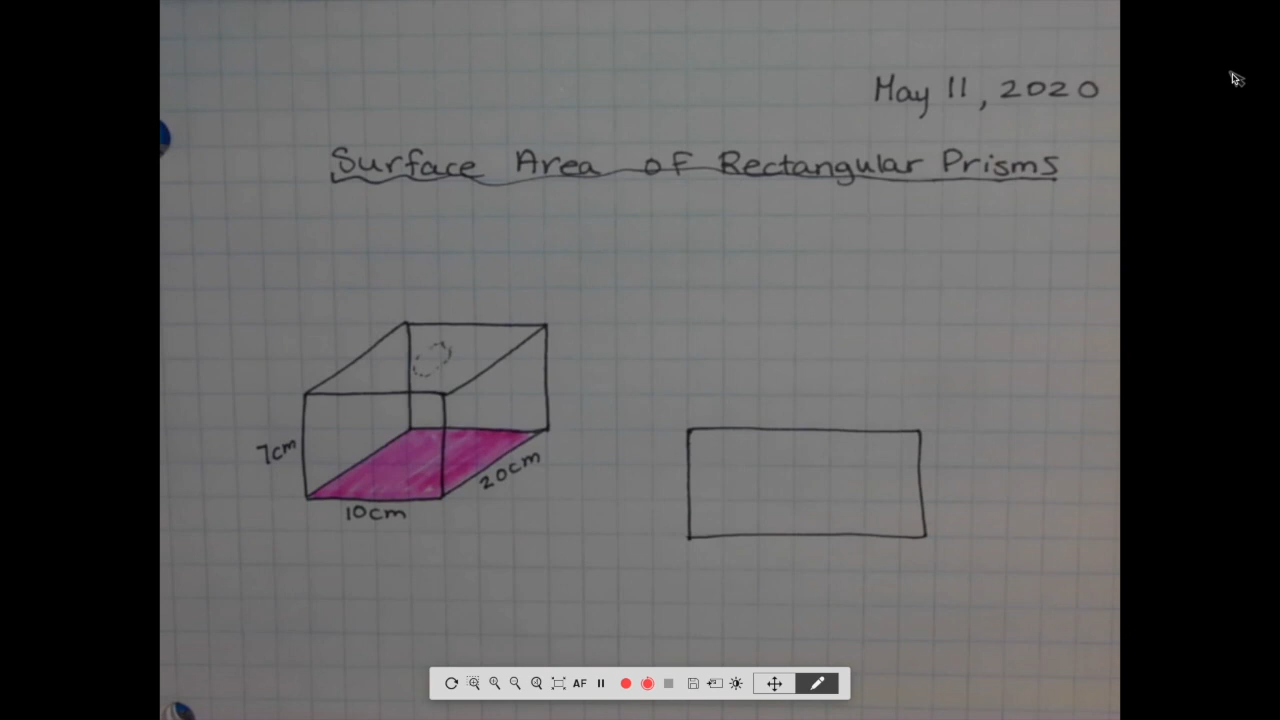 May 11, 2020
Surface Area of Rectangular Prisms
7cm
20cm
10cm
AF